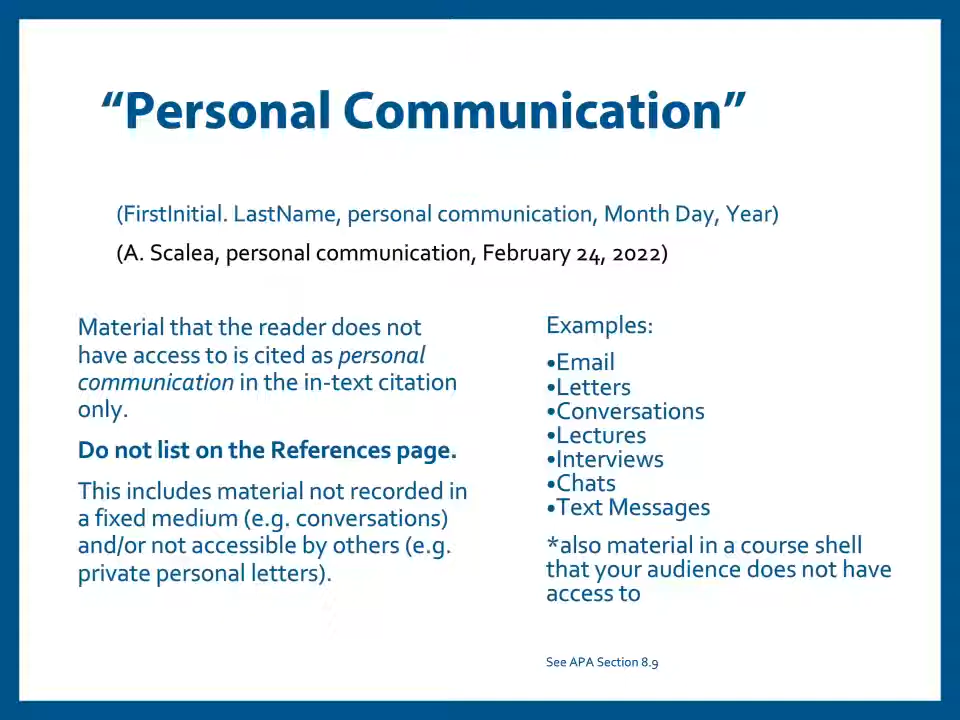 “Personal Communication”
(FirstInitial. LastName, personal communication, Month Day, Year)
(A. Scalea, personal communication, February 24, 2022)
Material that the reader does not
have access to is cited as personal
communication in the in-text citation
only.
Do not list on the References page.
This includes material not recorded in
a fixed medium (e.g. conversations)
and/or not accessible by others (e.g.
private personal letters).
Examples:
•Email
•Letters
•Conversations
•Lectures
•Interviews
•Chats
•Text Messages
*also material in a course shell
that your audience does not have
access to
See APA Section 8.9